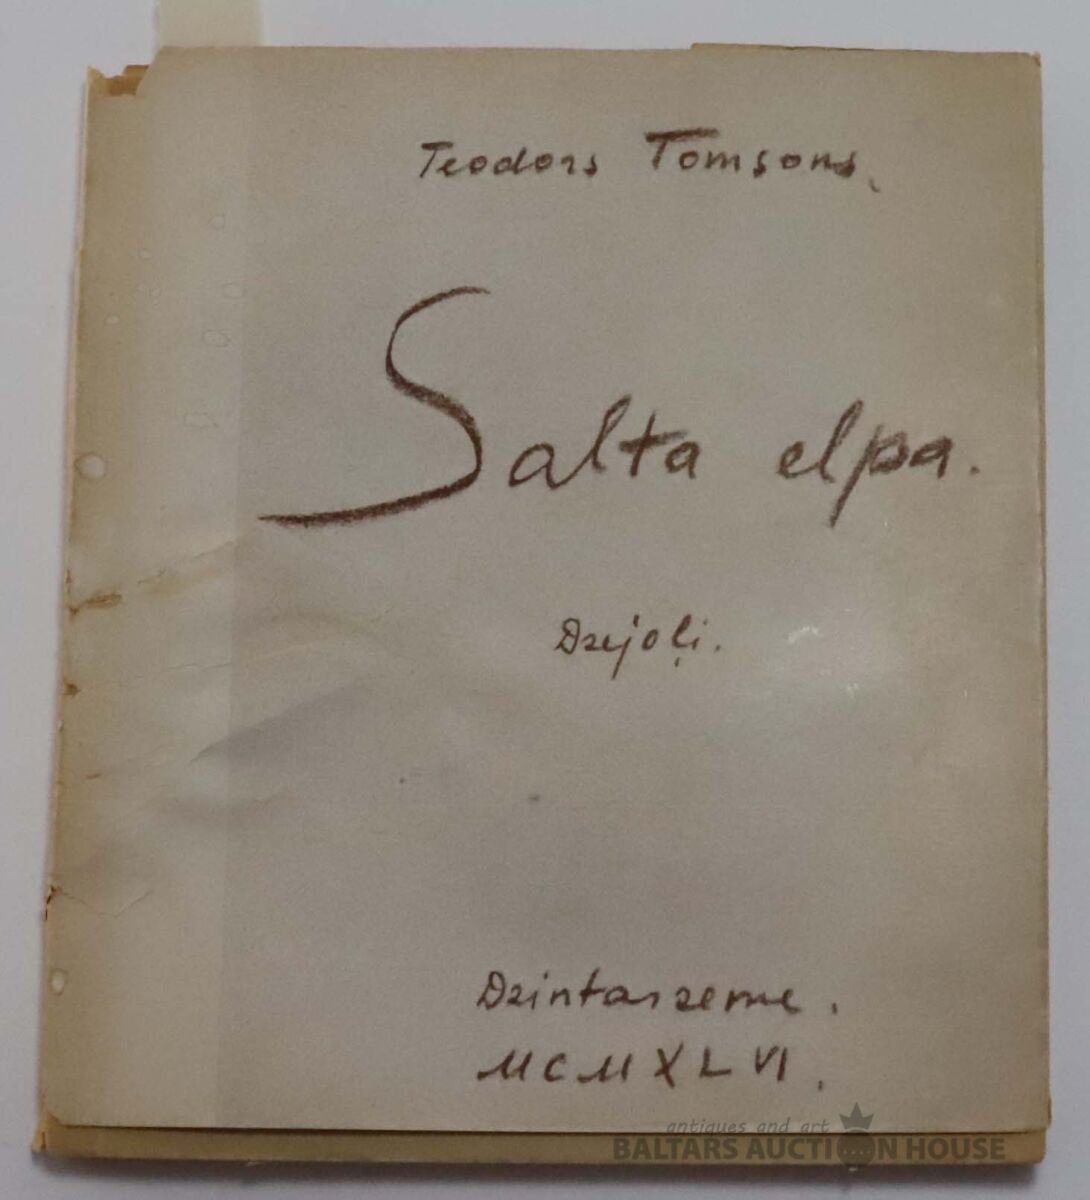 Teodors Tomsons.
Salta elpa.
Dzejoļi.
Dzintarzeme.
MCMXLVI.
antiques and art
BALTARS AUCTION HOUSE